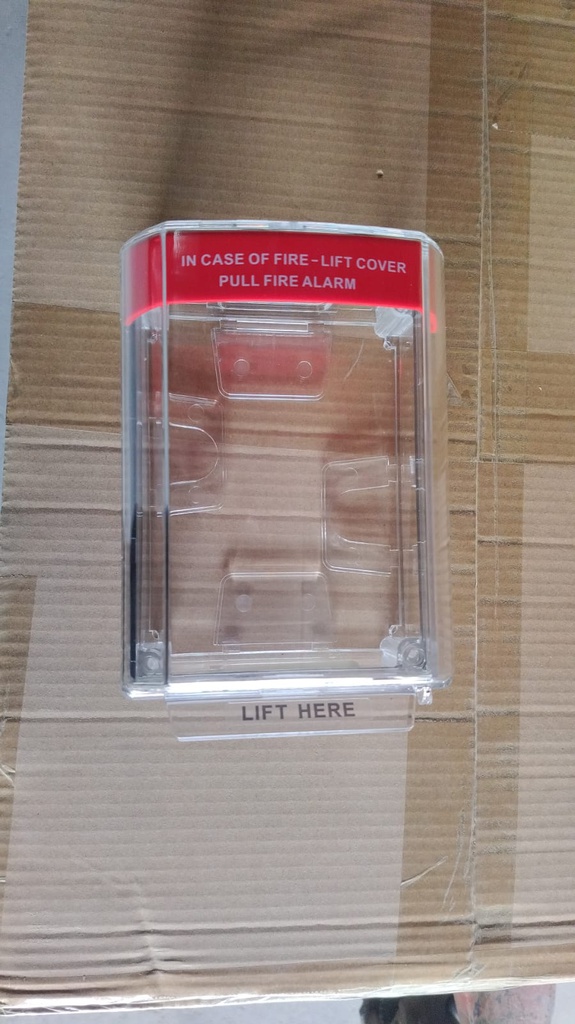 IN CASE OF FIRE - LIFT COVER
PULL FIRE ALARM
LIFT HERE